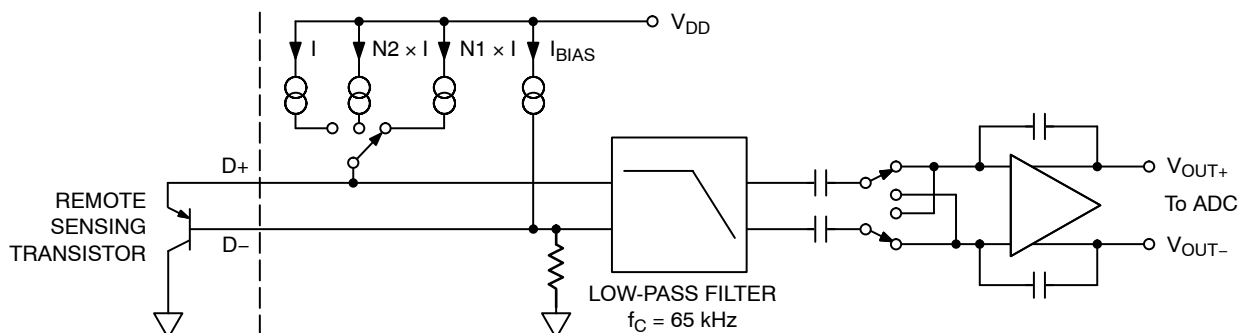 V_DD
I
N2 × I
N1 × I
I_BIAS
D+
REMOTE
SENSING
TRANSISTOR
D−
LOW-PASS FILTER
f_C = 65 kHz
V_OUT+
To ADC
V_OUT−